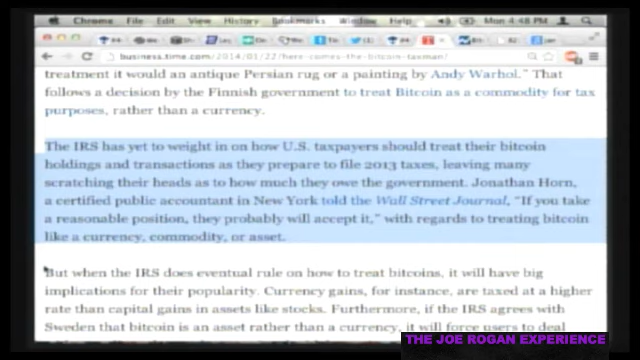 Chrome File Edit View History Bookmarks Window Help Mon 4:48 PM
business.time.com/2014/01/22/here-comes-the-bitcoin-taxman/
treatment it would an antique Persian rug or a painting by Andy Warhol." That
follows a decision by the Finnish government to treat Bitcoin as a commodity for tax
purposes, rather than a currency.
The IRS has yet to weight in on how U.S. taxpayers should treat their bitcoin
holdings and transactions as they prepare to file 2013 taxes, leaving many
scratching their heads as to how much they owe the government. Jonathan Horn,
a certified public accountant in New York told the Wall Street Journal, "If you take
a reasonable position, they probably will accept it," with regards to treating bitcoin
like a currency, commodity, or asset.
But when the IRS does eventual rule on how to treat bitcoins, it will have big
implications for their popularity. Currency gains, for instance, are taxed at a higher
rate than capital gains in assets like stocks. Furthermore, if the IRS agrees with
Sweden that bitcoin is an asset rather than a currency, it will force users to deal
THE JOE ROGAN EXPERIENCE